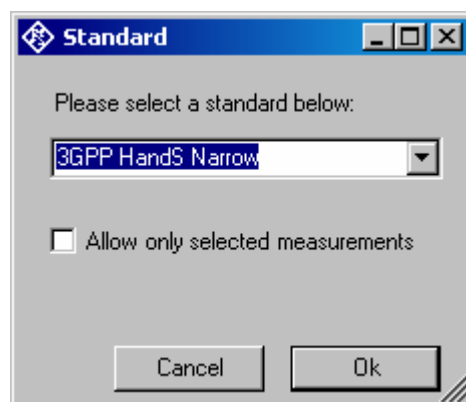 Standard
Please select a standard below:
3GPP HandS Narrow
Allow only selected measurements
Cancel Ok